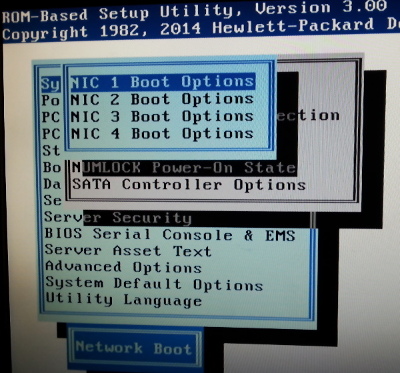 ROM-Based Setup Utility, Version 3.00
Copyright 1982, 2014 Hewlett-Packard De
Sy NIC 1 Boot Options
Po NIC 2 Boot Options
PC NIC 3 Boot Options ection
PC NIC 4 Boot Options
St
Bo NUMLOCK Power-On State
Da SATA Controller Options
Se
Server Security
BIOS Serial Console & EMS
Server Asset Text
Advanced Options
System Default Options
Utility Language
Network Boot